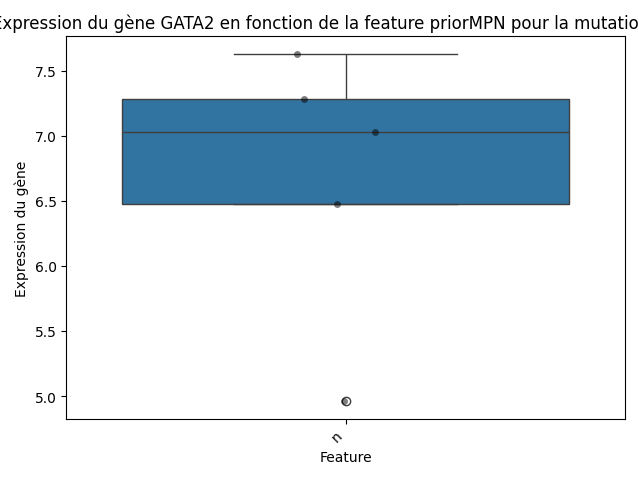 Expression du gène GATA2 en fonction de la feature priorMPN pour la mutation
Expression du gène
7.5
7.0
6.5
6.0
5.5
5.0
n
Feature